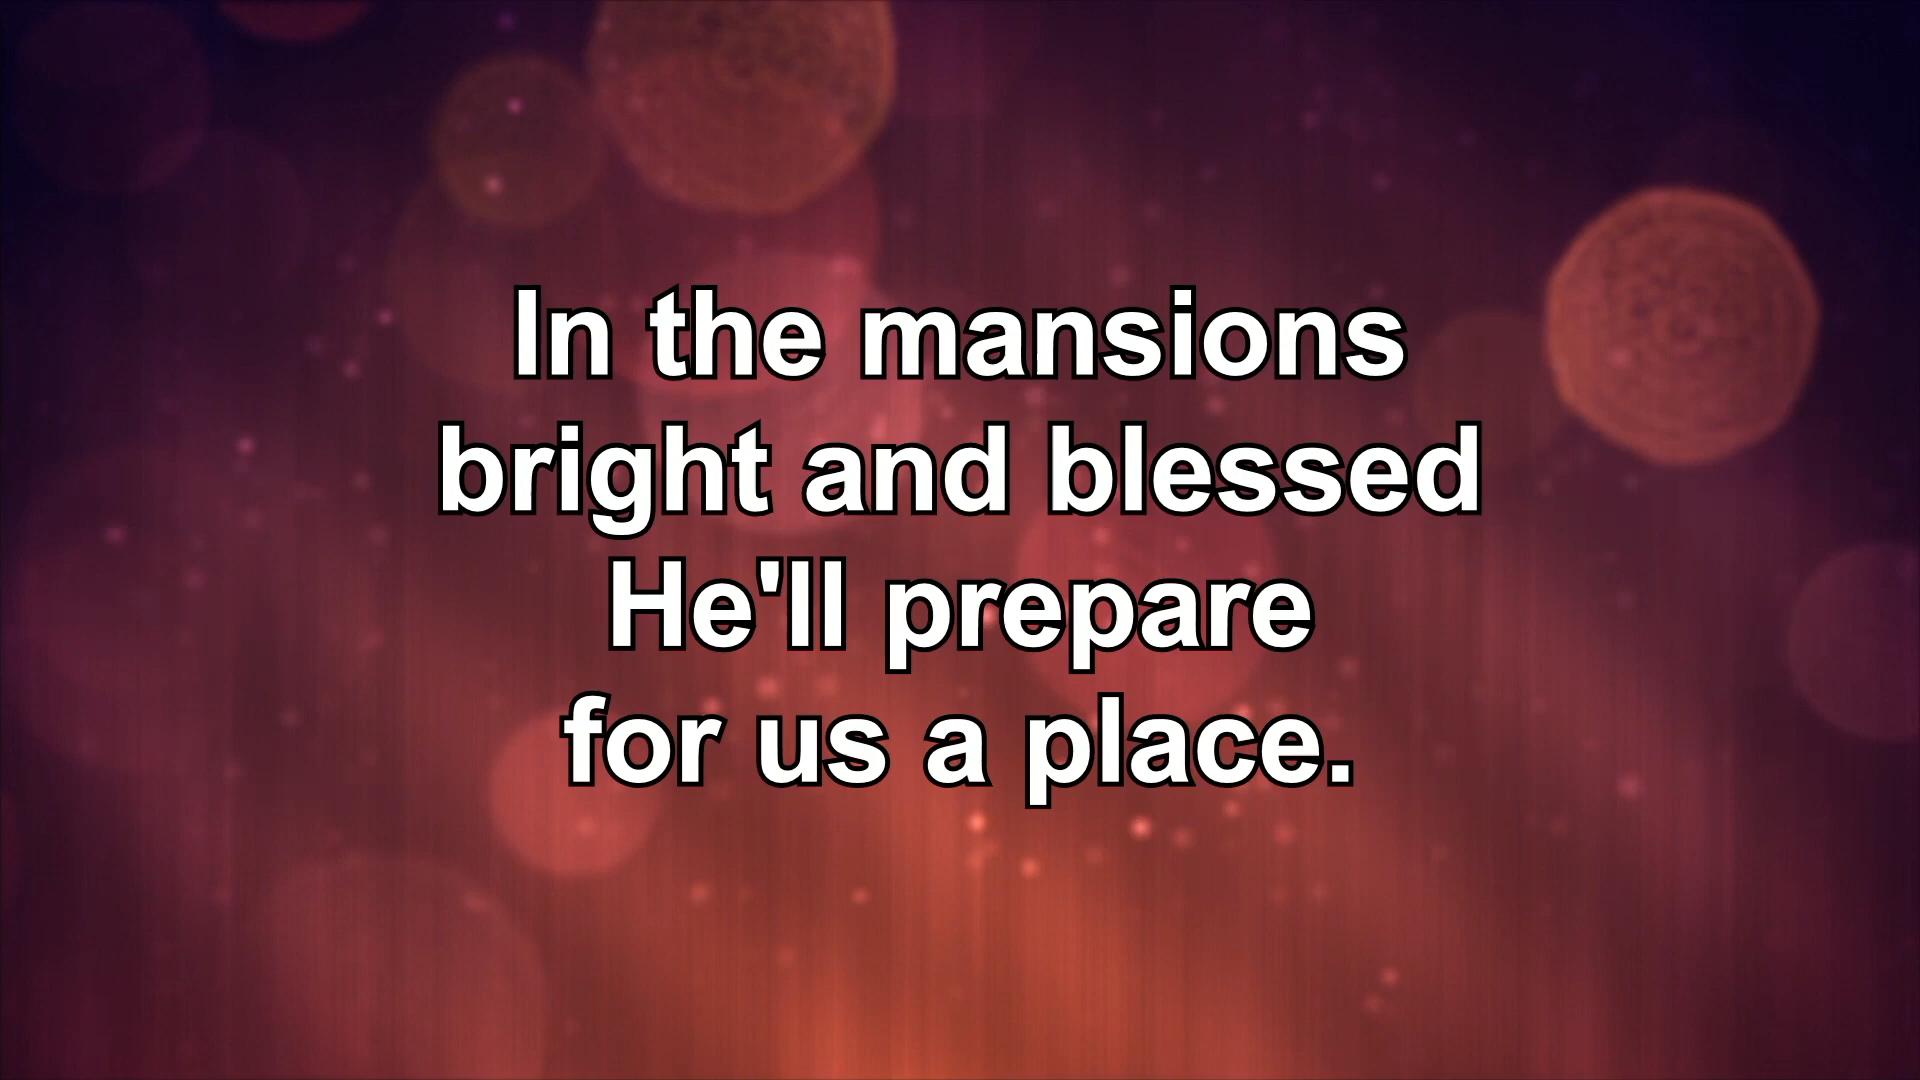 In the mansions
bright and blessed
He'll prepare
for us a place.